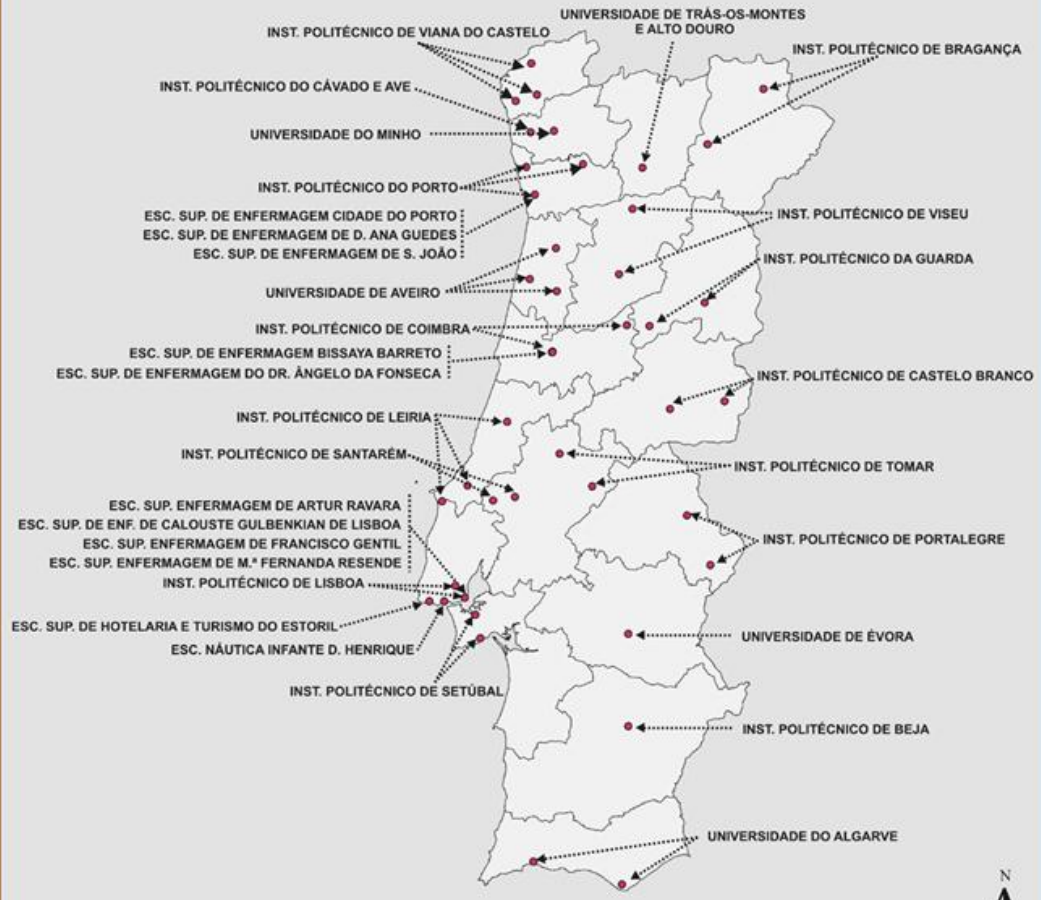 UNIVERSIDADE DE TRÁS-OS-MONTES
E ALTO DOURO
INST. POLITÉCNICO DE VIANA DO CASTELO
INST. POLITÉCNICO DE BRAGANÇA
INST. POLITÉCNICO DO CÁVADO E AVE
UNIVERSIDADE DO MINHO
INST. POLITÉCNICO DO PORTO
ESC. SUP. DE ENFERMAGEM CIDADE DO PORTO
ESC. SUP. DE ENFERMAGEM DE D. ANA GUEDES
ESC. SUP. DE ENFERMAGEM DE S. JOÃO
INST. POLITÉCNICO DE VISEU
INST. POLITÉCNICO DA GUARDA
UNIVERSIDADE DE AVEIRO
INST. POLITÉCNICO DE COIMBRA
ESC. SUP. DE ENFERMAGEM BISSAYA BARRETO
ESC. SUP. DE ENFERMAGEM DO DR. ÂNGELO DA FONSECA
INST. POLITÉCNICO DE CASTELO BRANCO
INST. POLITÉCNICO DE LEIRIA
INST. POLITÉCNICO DE SANTARÉM
INST. POLITÉCNICO DE TOMAR
ESC. SUP. ENFERMAGEM DE ARTUR RAVARA
ESC. SUP. DE ENF. DE CALOUSTE GULBENKIAN DE LISBOA
ESC. SUP. ENFERMAGEM DE FRANCISCO GENTIL
ESC. SUP. ENFERMAGEM DE M.ª FERNANDA RESENDE
INST. POLITÉCNICO DE PORTALEGRE
INST. POLITÉCNICO DE LISBOA
ESC. SUP. DE HOTELARIA E TURISMO DO ESTORIL
ESC. NÁUTICA INFANTE D. HENRIQUE
UNIVERSIDADE DE ÉVORA
INST. POLITÉCNICO DE SETÚBAL
INST. POLITÉCNICO DE BEJA
UNIVERSIDADE DO ALGARVE
N